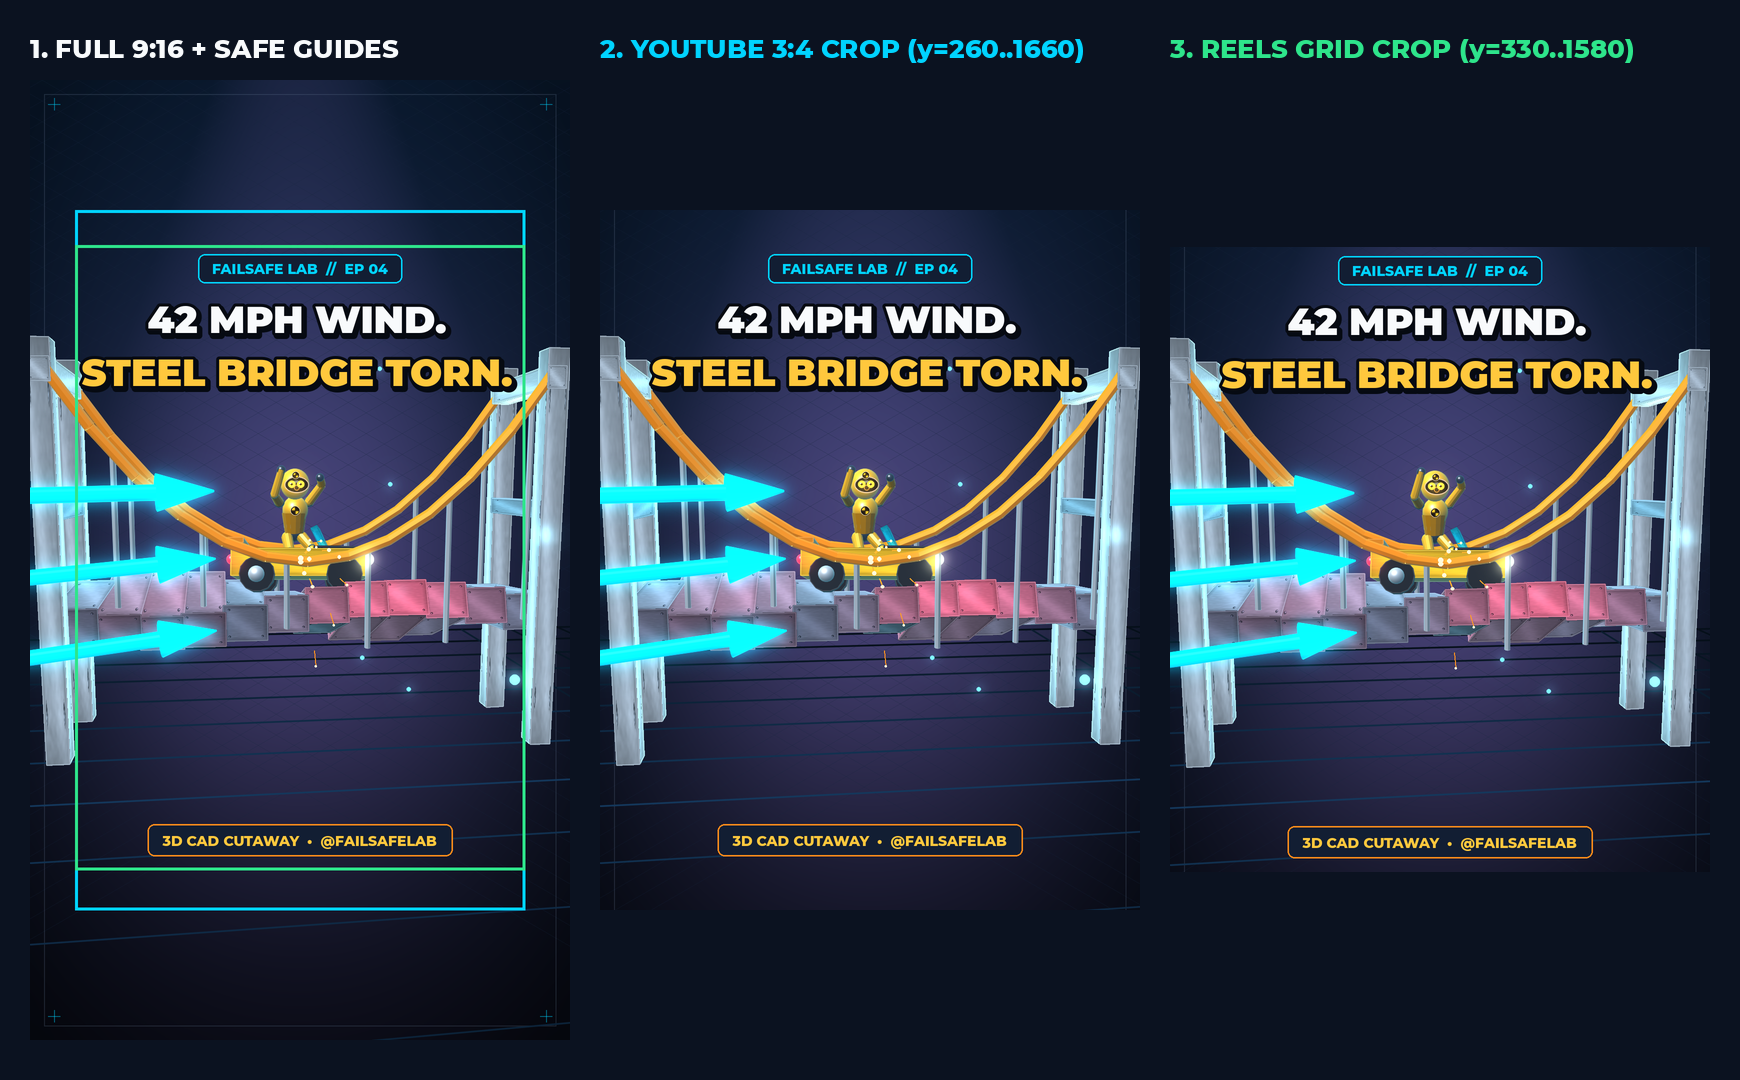 1. FULL 9:16 + SAFE GUIDES
FAILSAFE LAB // EP 04
42 MPH WIND.
STEEL BRIDGE TORN.
3D CAD CUTAWAY • @FAILSAFELAB
2. YOUTUBE 3:4 CROP (y=260..1660)
FAILSAFE LAB // EP 04
42 MPH WIND.
STEEL BRIDGE TORN.
3D CAD CUTAWAY • @FAILSAFELAB
3. REELS GRID CROP (y=330..1580)
FAILSAFE LAB // EP 04
42 MPH WIND.
STEEL BRIDGE TORN.
3D CAD CUTAWAY • @FAILSAFELAB